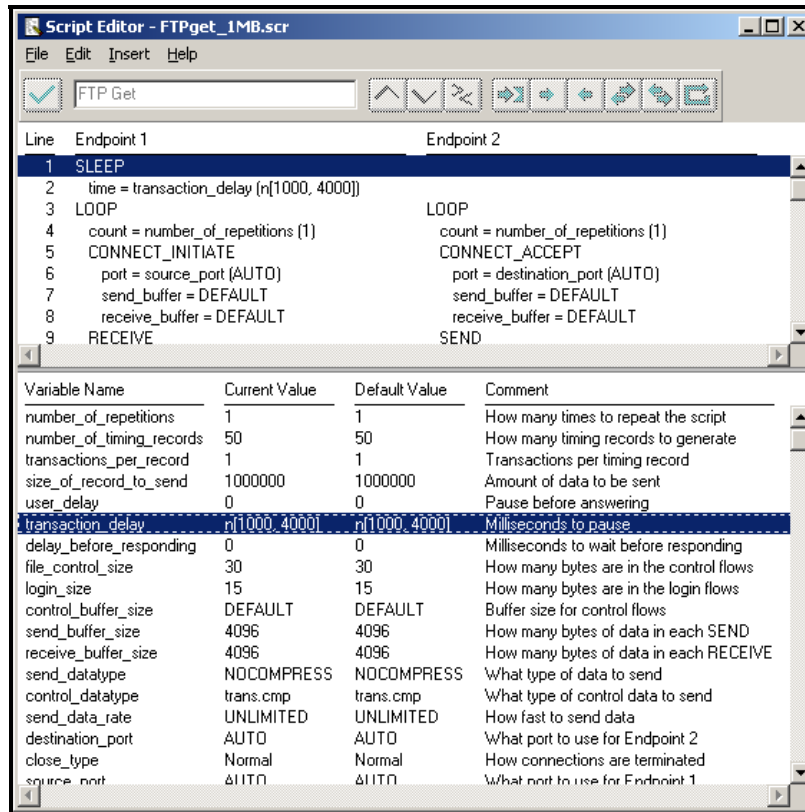 Script Editor - FTPget_1MB.scr
File Edit Insert Help
FTP Get
Line Endpoint 1 Endpoint 2
1 SLEEP
2 time = transaction_delay (n[1000, 4000])
3 LOOP LOOP
4 count = number_of_repetitions (1) count = number_of_repetitions (1)
5 CONNECT_INITIATE CONNECT_ACCEPT
6 port = source_port (AUTO) port = destination_port (AUTO)
7 send_buffer = DEFAULT send_buffer = DEFAULT
8 receive_buffer = DEFAULT receive_buffer = DEFAULT
9 RECEIVE SEND
Variable Name Current Value Default Value Comment
number_of_repetitions 1 1 How many times to repeat the script
number_of_timing_records 50 50 How many timing records to generate
transactions_per_record 1 1 Transactions per timing record
size_of_record_to_send 1000000 1000000 Amount of data to be sent
user_delay 0 0 Pause before answering
transaction_delay n[1000, 4000] n[1000, 4000] Milliseconds to pause
delay_before_responding 0 0 Milliseconds to wait before responding
file_control_size 30 30 How many bytes are in the control flows
login_size 15 15 How many bytes are in the login flows
control_buffer_size DEFAULT DEFAULT Buffer size for control flows
send_buffer_size 4096 4096 How many bytes of data in each SEND
receive_buffer_size 4096 4096 How many bytes of data in each RECEIVE
send_datatype NOCOMPRESS NOCOMPRESS What type of data to send
control_datatype trans.cmp trans.cmp What type of control data to send
send_data_rate UNLIMITED UNLIMITED How fast to send data
destination_port AUTO AUTO What port to use for Endpoint 2
close_type Normal Normal How connections are terminated
source_port AUTO AUTO What port to use for Endpoint 1